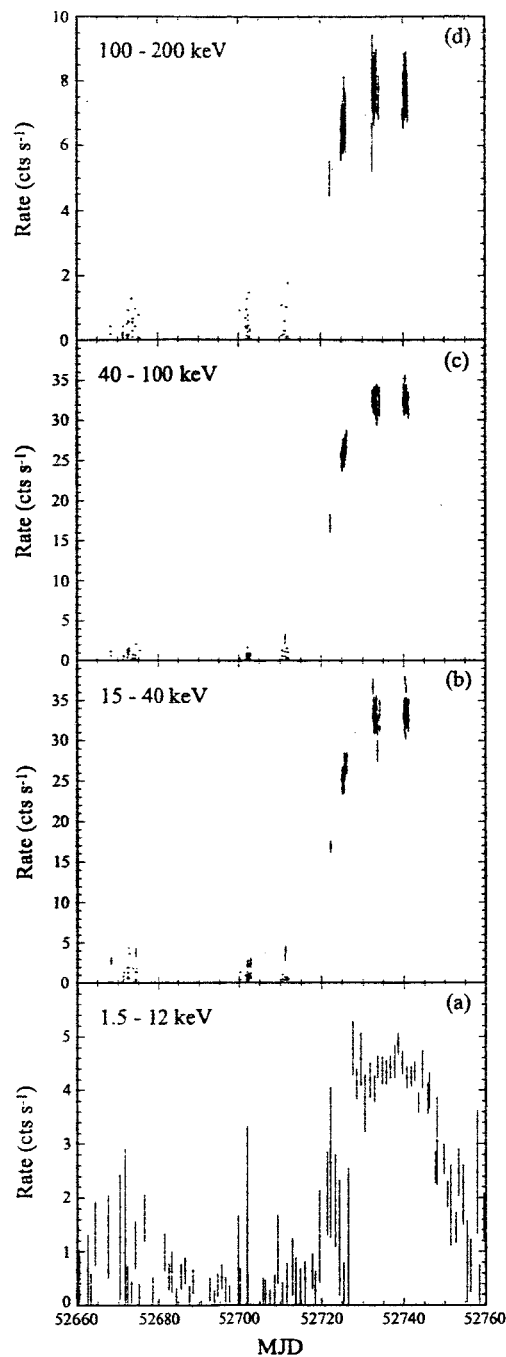 10
100 - 200 keV
(d)
8
6
4
2
0
Rate (cts s-1)
40 - 100 keV
(c)
35
30
25
20
15
10
5
0
Rate (cts s-1)
15 - 40 keV
(b)
35
30
25
20
15
10
5
0
Rate (cts s-1)
1.5 - 12 keV
(a)
5
4
3
2
1
0
Rate (cts s-1)
52660
52680
52700
52720
52740
52760
MJD